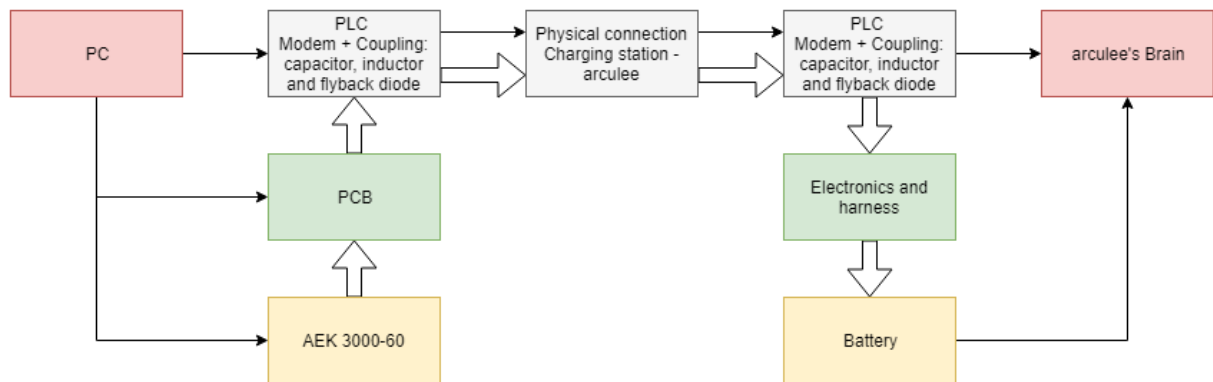 PC
PLC
Modem + Coupling:
capacitor, inductor
and flyback diode
Physical connection
Charging station -
arculee
PLC
Modem + Coupling:
capacitor, inductor
and flyback diode
arculee's Brain
PCB
Electronics and
harness
AEK 3000-60
Battery